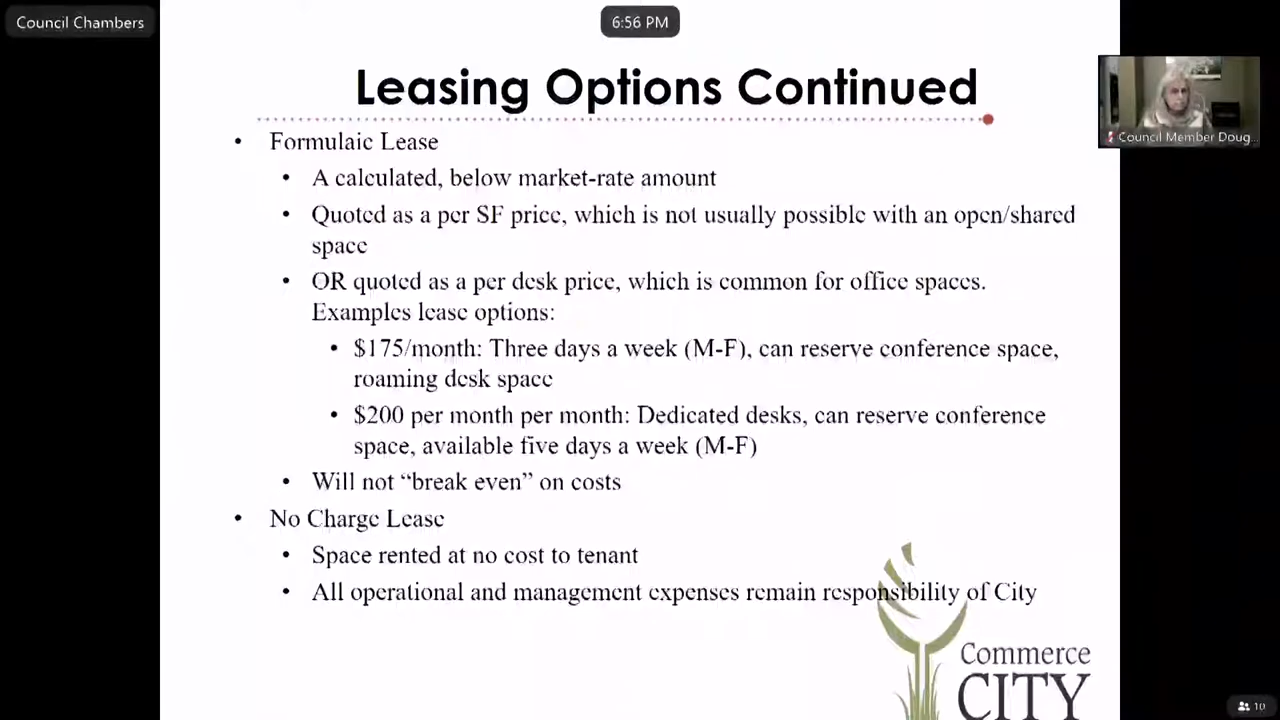 Council Chambers
6:56 PM
Leasing Options Continued
• Formulaic Lease
• A calculated, below market-rate amount
• Quoted as a per SF price, which is not usually possible with an open/shared
space
• OR quoted as a per desk price, which is common for office spaces.
Examples lease options:
• $175/month: Three days a week (M-F), can reserve conference space,
roaming desk space
• $200 per month per month: Dedicated desks, can reserve conference
space, available five days a week (M-F)
• Will not “break even” on costs
• No Charge Lease
• Space rented at no cost to tenant
• All operational and management expenses remain responsibility of City
Council Member Doug...
Commerce
CITY
10